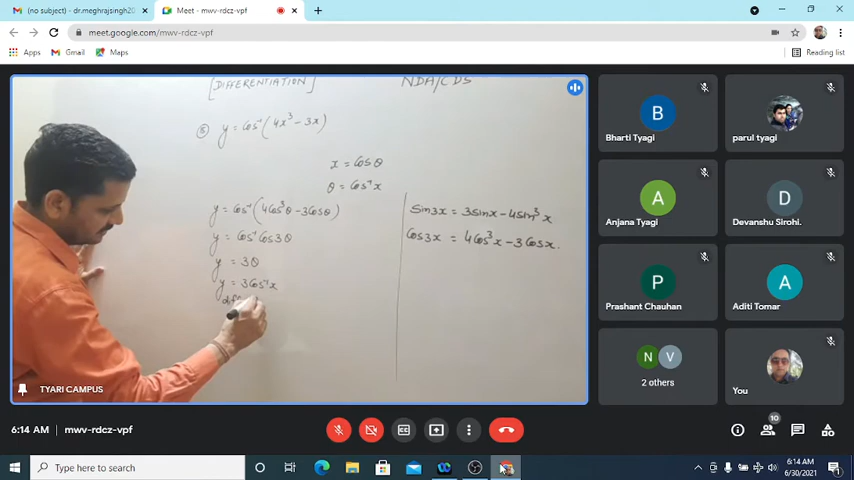 (no subject) - dr.meghrajsingh20
Meet - mwv-rdcz-vpf
meet.google.com/mwv-rdcz-vpf
M Gmail
Maps
Reading list
[DIFFERENTIATION]
NDA/CDS
③ y = Cos⁻¹(4x³ - 3x)
x = Cosθ
θ = Cos⁻¹x
y = Cos⁻¹(4Cos³θ - 3Cosθ)
y = Cos⁻¹Cos3θ
y = 3θ
y = 3Cos⁻¹x
Sin3x = 3Sinx - 4Sin³x
Cos3x = 4Cos³x - 3Cosx.
TYARI CAMPUS
B
Bharti Tyagi
parul tyagi
A
Anjana Tyagi
D
Devanshu Sirohi.
P
Prashant Chauhan
A
Aditi Tomar
N V
2 others
You
6:14 AM | mwv-rdcz-vpf
10
Type here to search
6:14 AM
6/30/2021